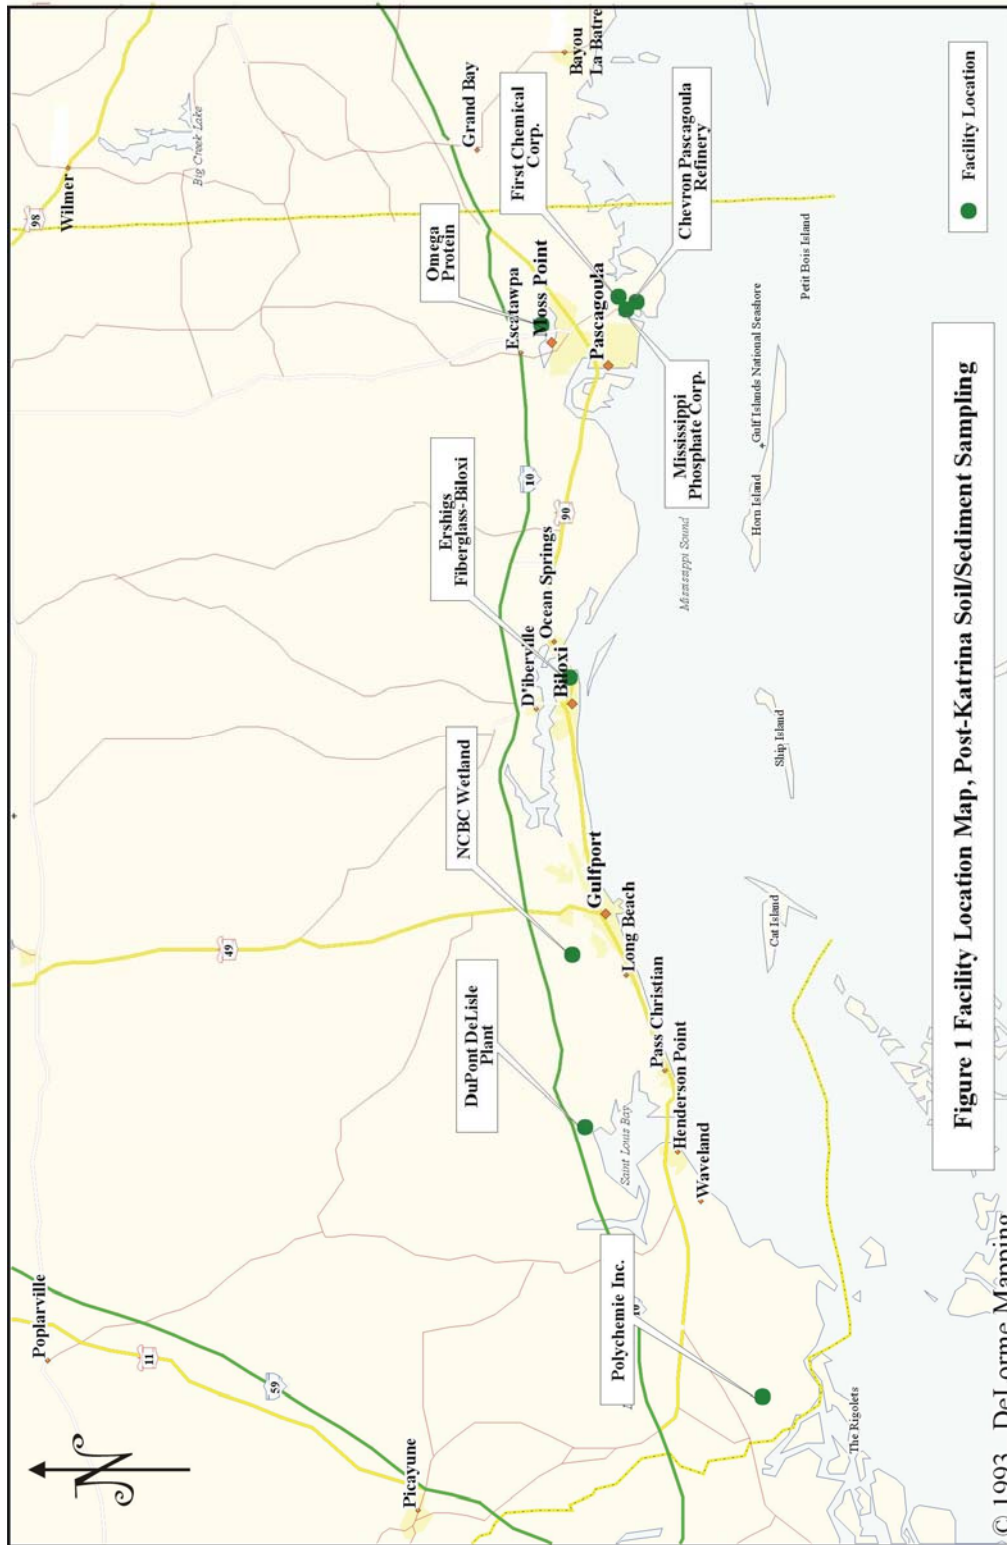 Poplarville
11
59
Picayune
N
49
98
Wilmer
Big Creek Lake
Grand Bay
Bayou
La Batre
Omega
Protein
First Chemical
Corp.
Chevron Pascagoula
Refinery
Escatawpa
Moss Point
Pascagoula
Mississippi
Phosphate Corp.
10
90
Ershigs
Fiberglass-Biloxi
Ocean Springs
D'iberville
Biloxi
NCBC Wetland
Gulfport
Long Beach
DuPont DeLisle
Plant
Pass Christian
Henderson Point
Saint Louis Bay
Waveland
Polychemie Inc.
10
The Rigolets
Cat Island
Ship Island
Mississippi Sound
Horn Island
Gulf Islands National Seashore
Petit Bois Island
Facility Location
Figure 1 Facility Location Map, Post-Katrina Soil/Sediment Sampling
© 1993 DeLorme Mapping